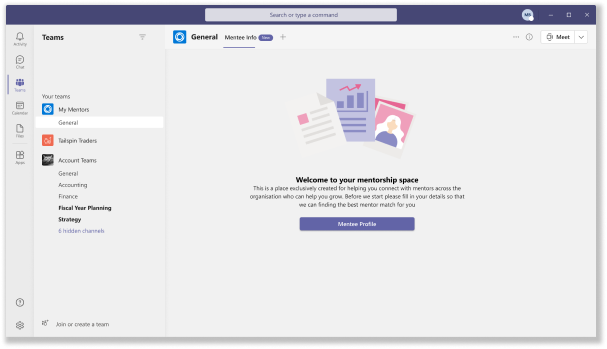 Search or type a command
MB
Activity
Chat
Teams
Calendar
Files
Apps
Teams
Your teams
My Mentors
General
Tailspin Traders
Account Teams
General
Accounting
Finance
Fiscal Year Planning
Strategy
6 hidden channels
Join or create a team
General
Mentee Info New
Meet
Welcome to your mentorship space
This is a place exclusively created for helping you connect with mentors across the
organisation who can help you grow. Before we start please fill in your details so that
we can finding the best mentor match for you
Mentee Profile